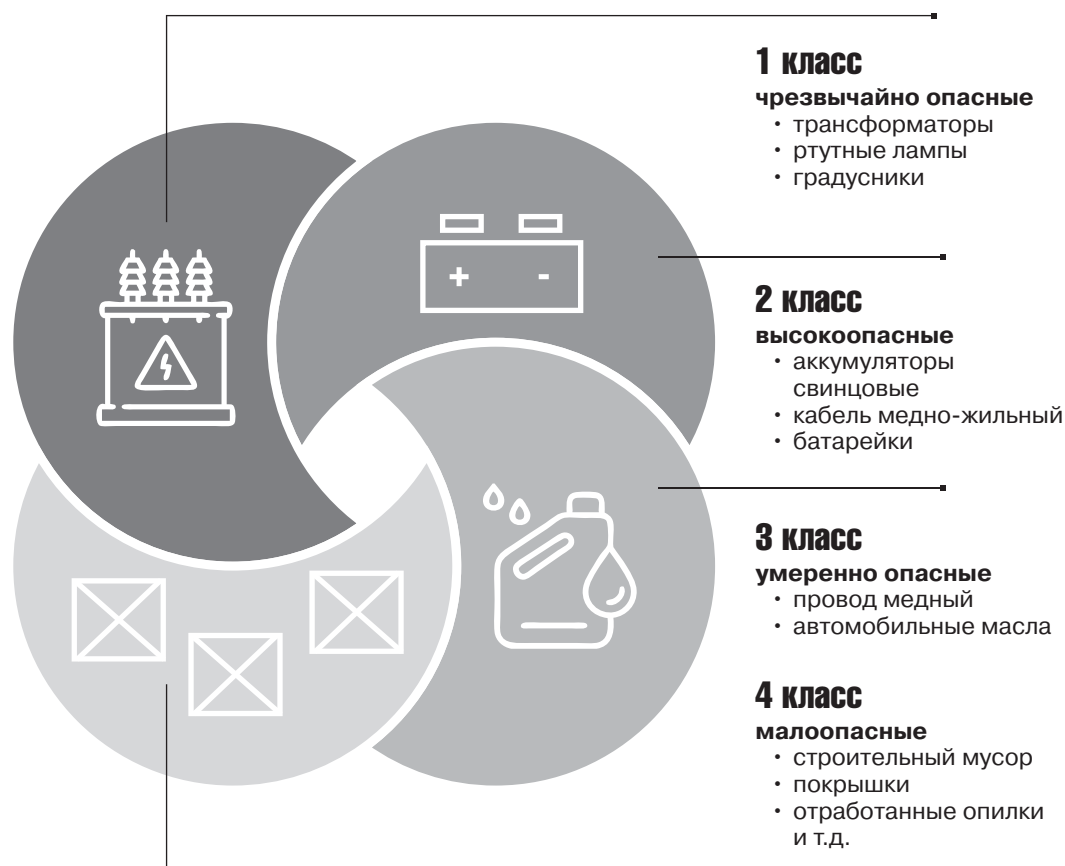 1 класс
чрезвычайно опасные
• трансформаторы
• ртутные лампы
• градусники
+ -
2 класс
высокоопасные
• аккумуляторы
свинцовые
• кабель медно-жильный
• батарейки
3 класс
умеренно опасные
• провод медный
• автомобильные масла
4 класс
малоопасные
• строительный мусор
• покрышки
• отработанные опилки
и т.д.